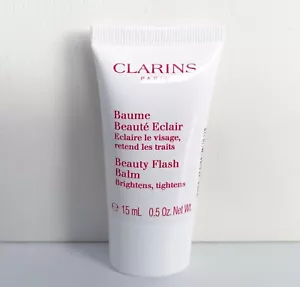 CLARINS
PARIS
Baume
Beauté Eclair
Eclaire le visage,
retend les traits
Beauty Flash
Balm
Brightens, tightens
℮ 15 mL 0.5 Oz. Net Wt.